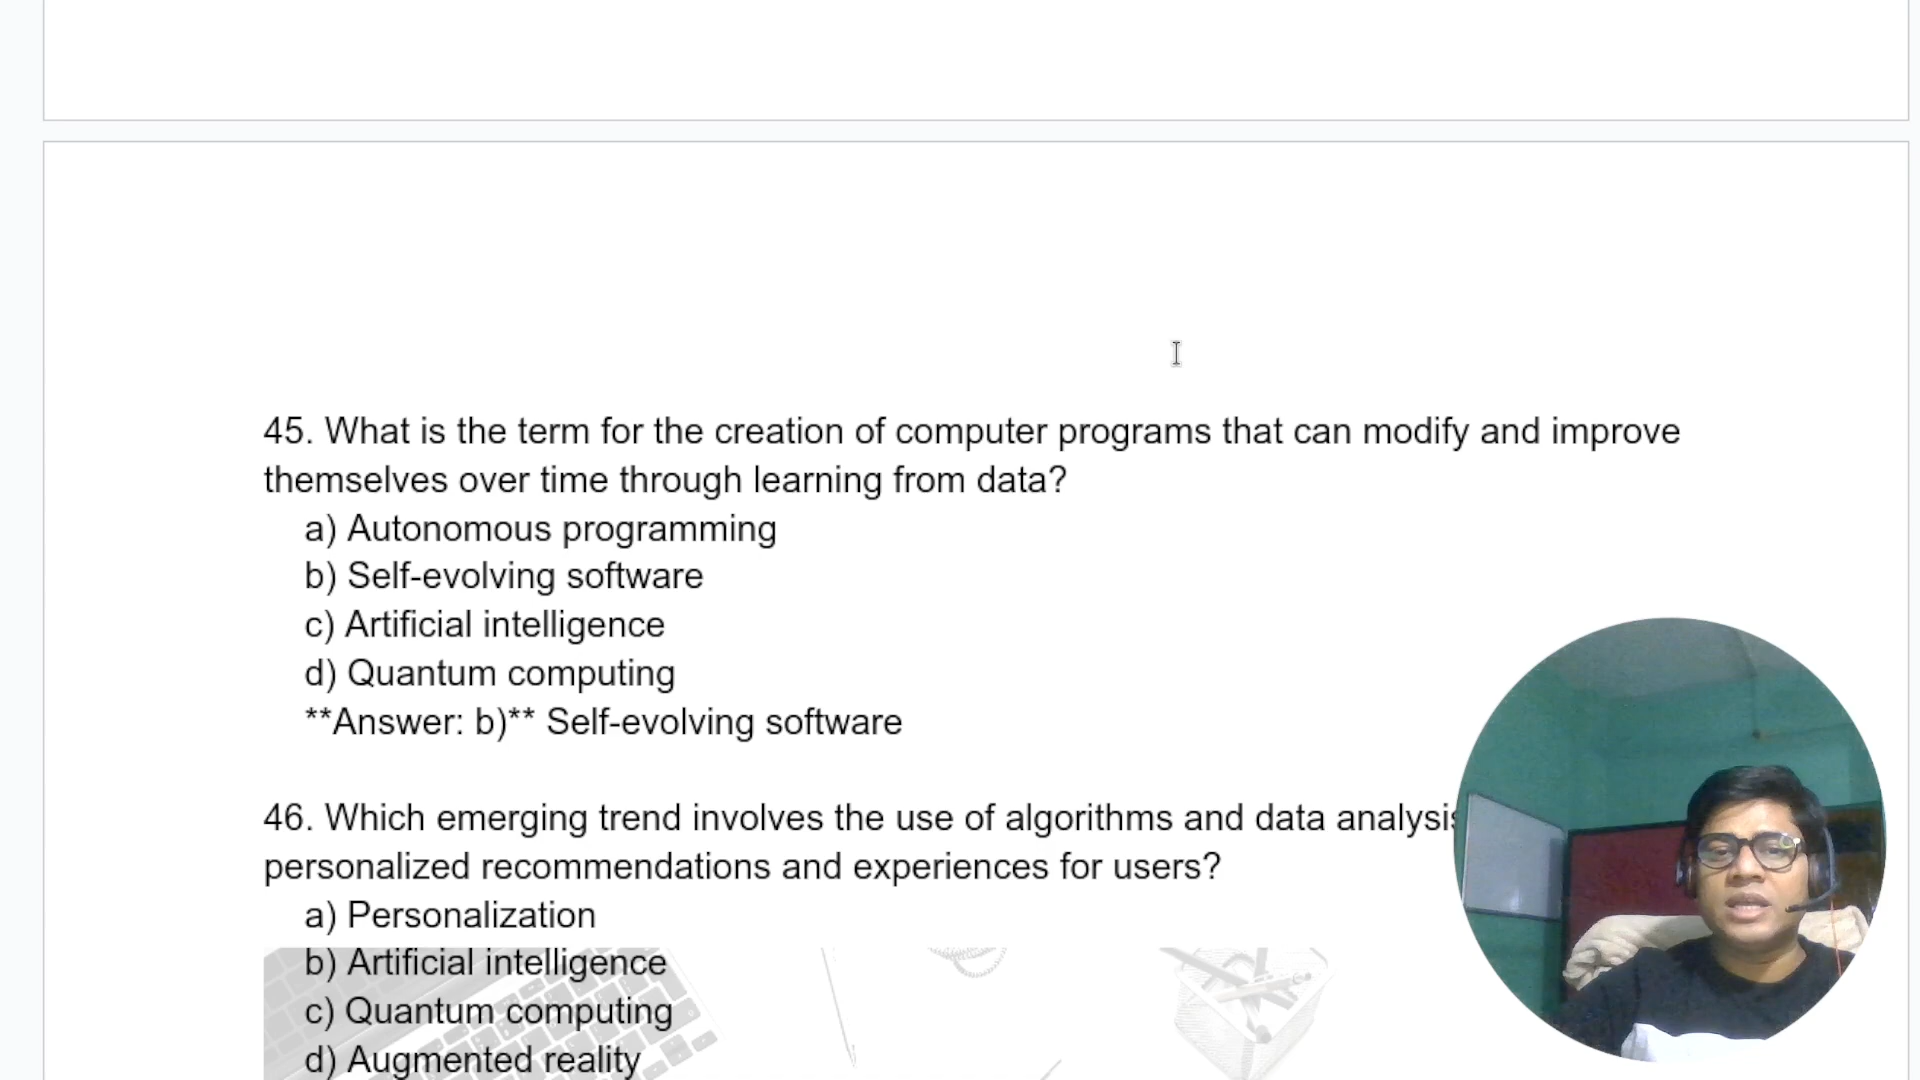 45. What is the term for the creation of computer programs that can modify and improve
themselves over time through learning from data?
a) Autonomous programming
b) Self-evolving software
c) Artificial intelligence
d) Quantum computing
**Answer: b)** Self-evolving software
46. Which emerging trend involves the use of algorithms and data analysis
personalized recommendations and experiences for users?
a) Personalization
b) Artificial intelligence
c) Quantum computing
d) Augmented reality